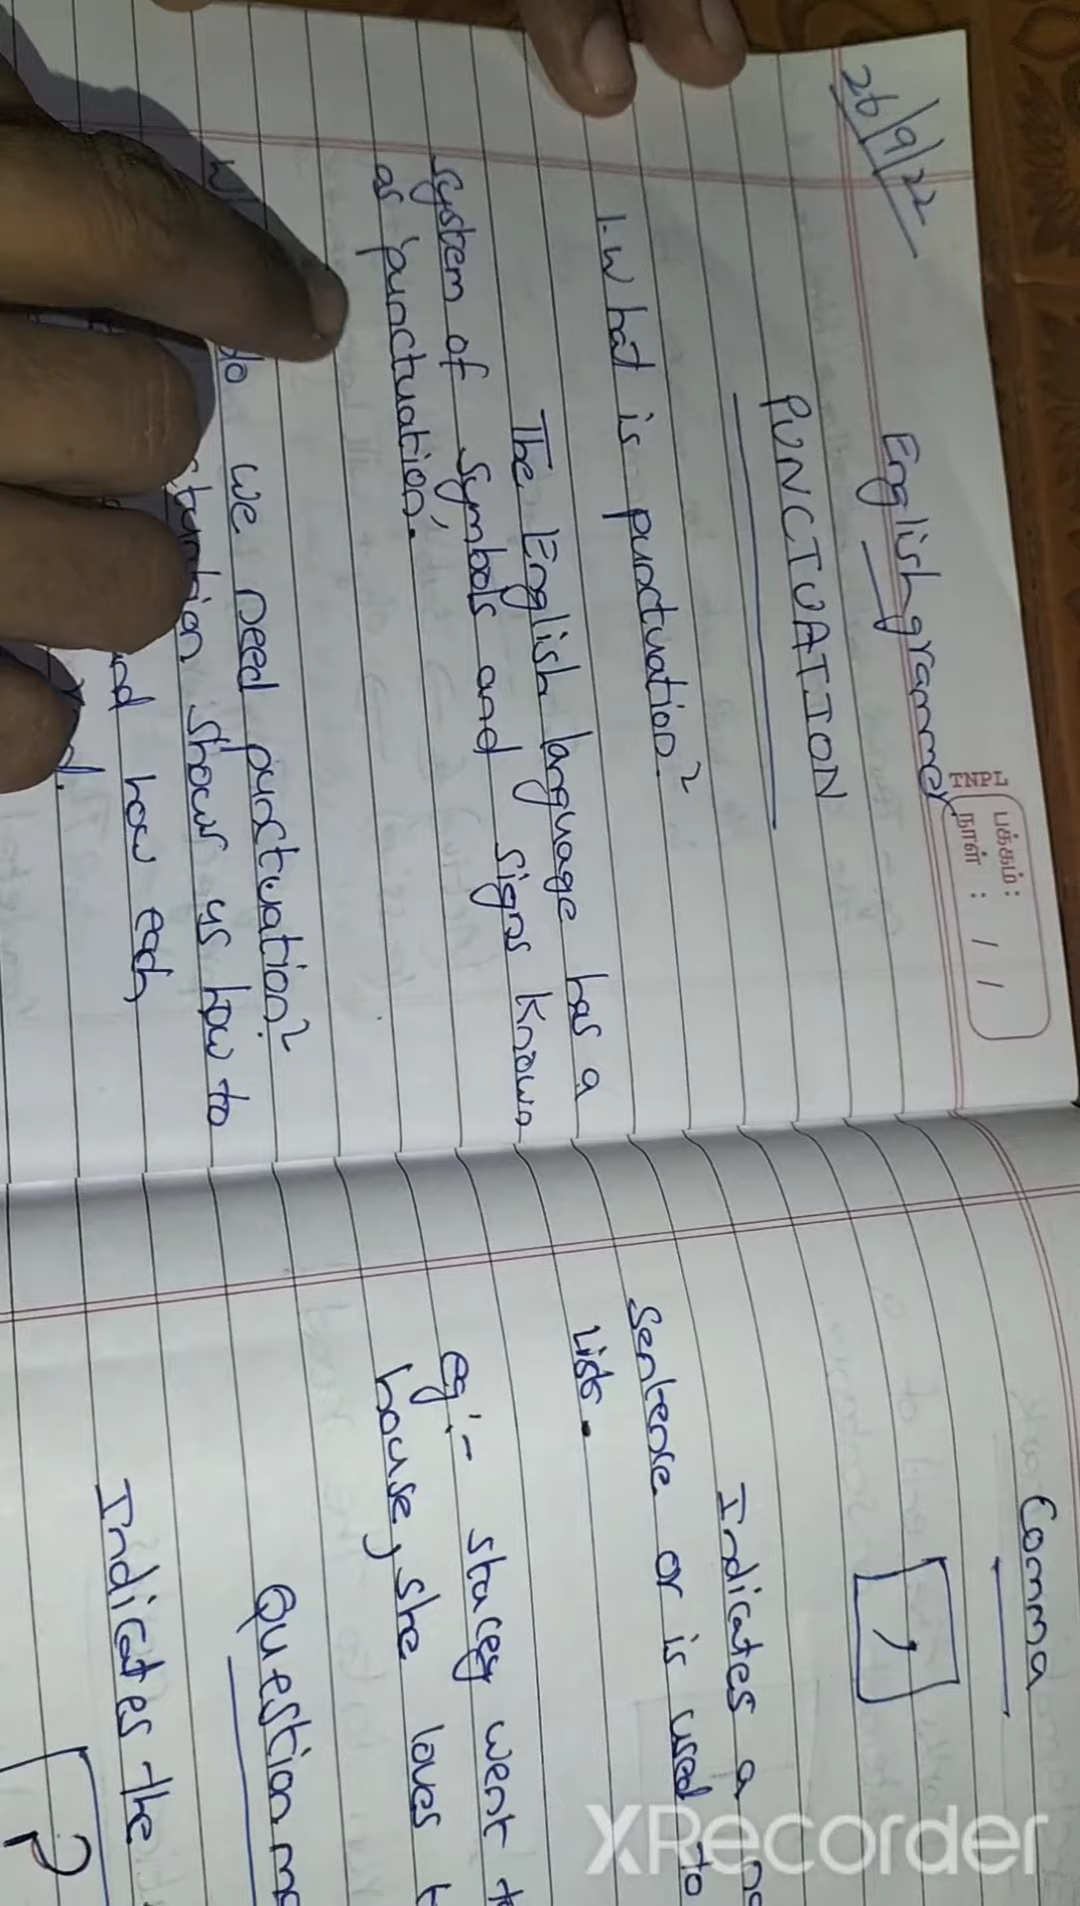 26/9/22
English grammer
TNPL
பக்கம் :
நாள் : / /
PUNCTUATION
1. What is punctuation?
The English language has a
system of symbols and signs known
as punctuation.
do we need punctuation?
shows us how to
how each
Comma
,
Indicates a
sentence or is used to
Lists.
eg:- stacey went
house, she loves
Question
Indicates the
?
XRecorder